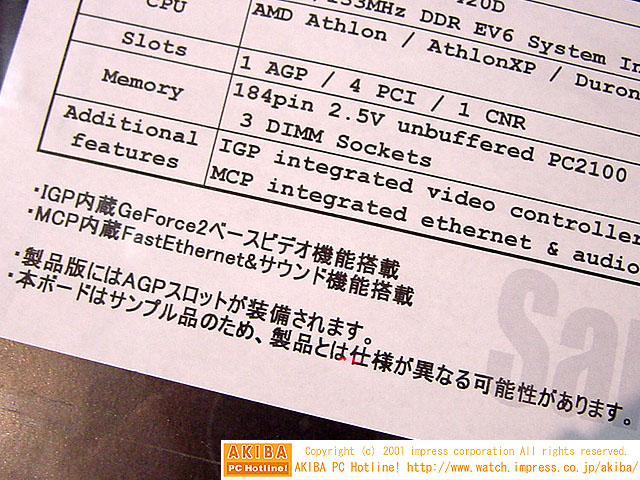 420D
CPU
133MHz DDR EV6 System
AMD Athlon / AthlonXP / Duron
Slots
1 AGP / 4 PCI / 1 CNR
Memory
184pin 2.5V unbuffered PC2100
3 DIMM Sockets
Additional features
IGP integrated video controller
MCP integrated ethernet & audio
・IGP内蔵GeForce2ベースビデオ機能搭載
・MCP内蔵FastEthernet&サウンド機能搭載
・製品版にはAGPスロットが装備されます。
・本ボードはサンプル品のため、製品とは仕様が異なる可能性があります。
Sa
AKIBA
PC Hotline!
Copyright (c) 2001 impress corporation All rights reserved.
AKIBA PC Hotline! http://www.watch.impress.co.jp/akiba/